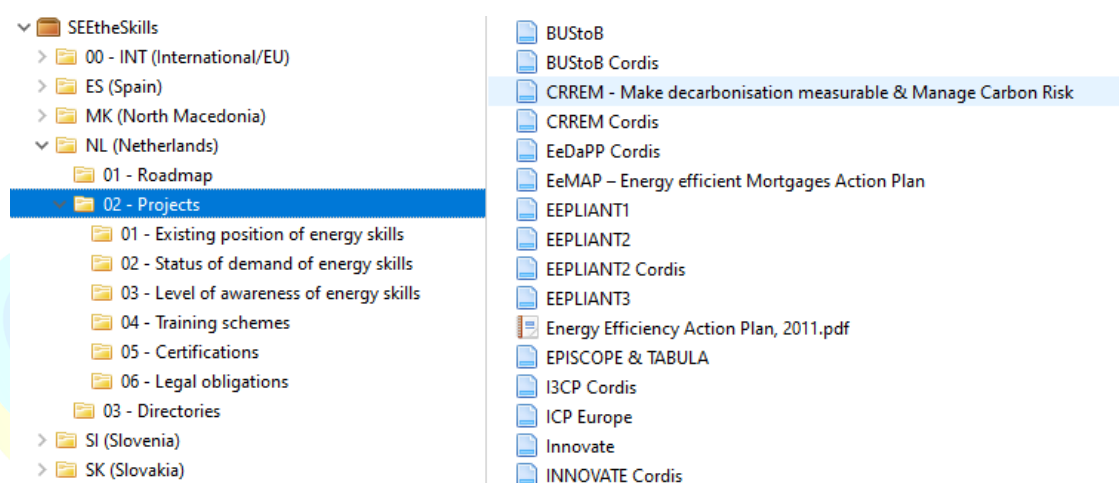 SEEtheSkills
00 - INT (International/EU)
ES (Spain)
MK (North Macedonia)
NL (Netherlands)
01 - Roadmap
02 - Projects
01 - Existing position of energy skills
02 - Status of demand of energy skills
03 - Level of awareness of energy skills
04 - Training schemes
05 - Certifications
06 - Legal obligations
03 - Directories
SI (Slovenia)
SK (Slovakia)
BUStoB
BUStoB Cordis
CRREM - Make decarbonisation measurable & Manage Carbon Risk
CRREM Cordis
EeDaPP Cordis
EeMAP – Energy efficient Mortgages Action Plan
EEPLIANT1
EEPLIANT2
EEPLIANT2 Cordis
EEPLIANT3
Energy Efficiency Action Plan, 2011.pdf
EPISCOPE & TABULA
I3CP Cordis
ICP Europe
Innovate
INNOVATE Cordis